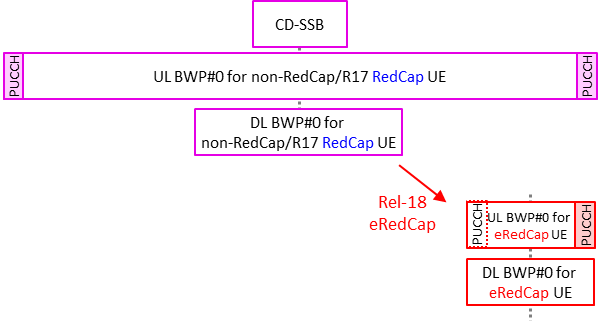 CD-SSB
PUCCH
UL BWP#0 for non-RedCap/R17 RedCap UE
PUCCH
DL BWP#0 for
non-RedCap/R17 RedCap UE
Rel-18
eRedCap
PUCCH
UL BWP#0 for
eRedCap UE
PUCCH
DL BWP#0 for
eRedCap UE